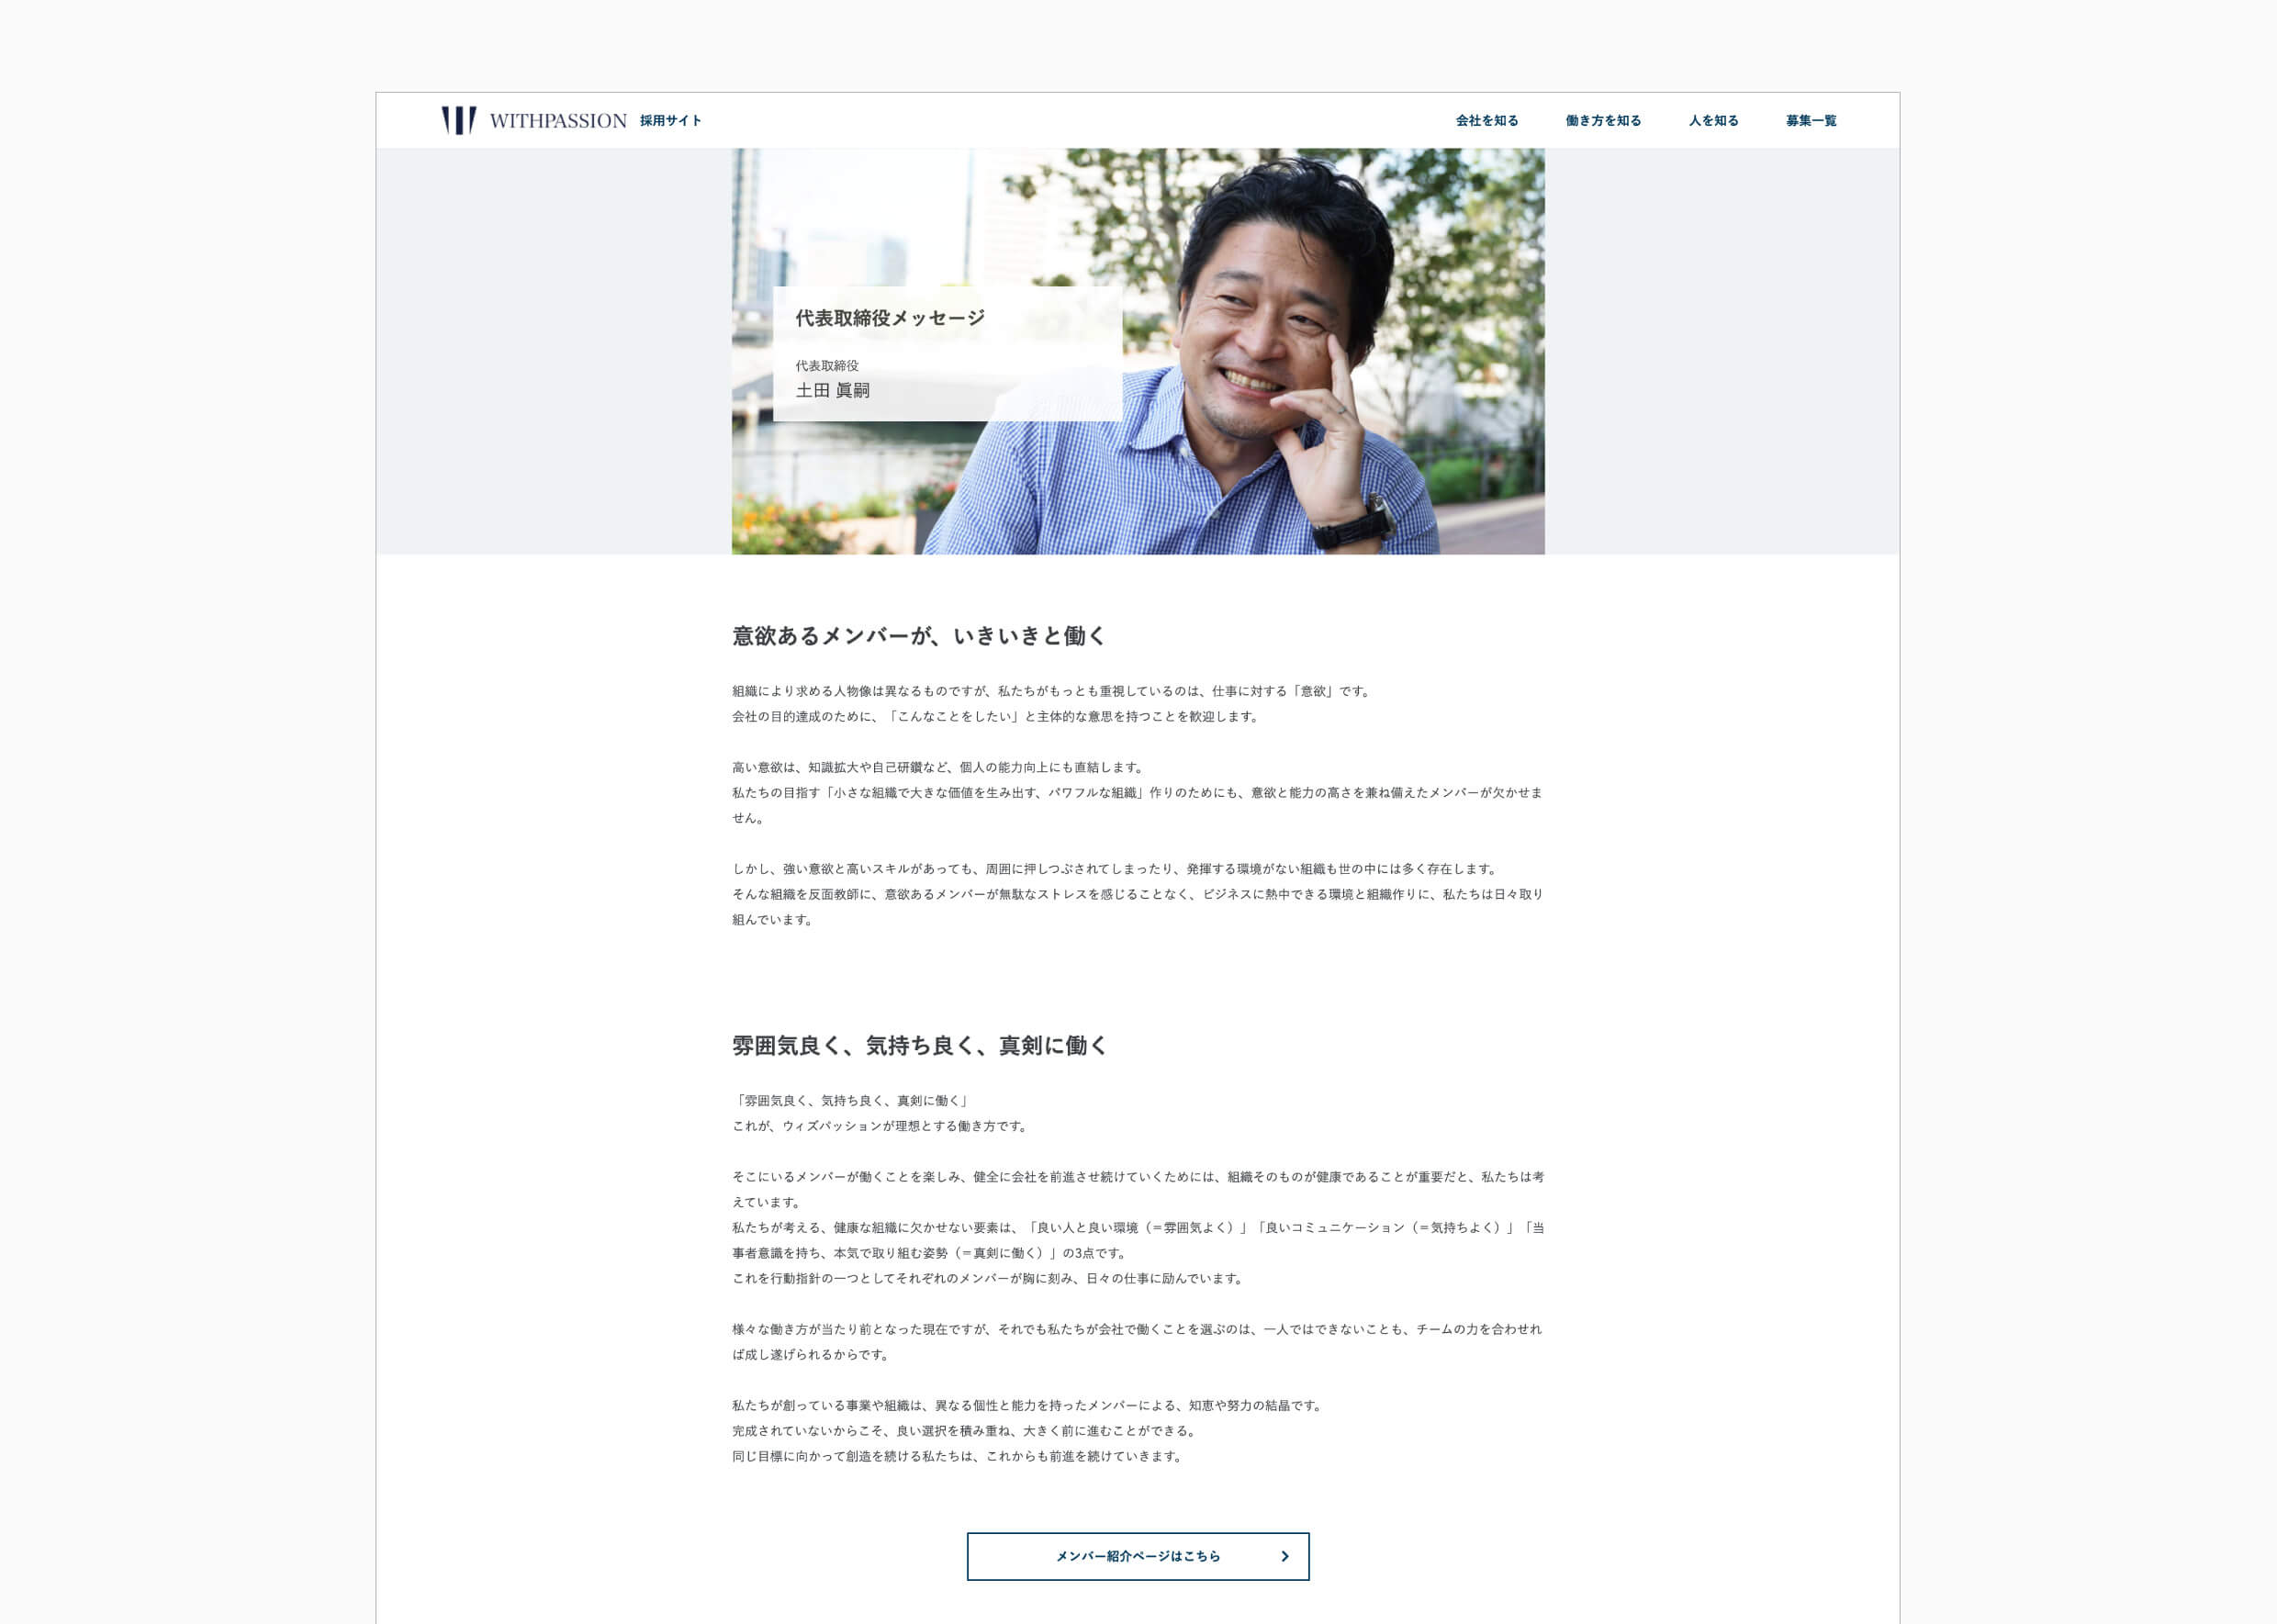 WITHPASSION 採用サイト
会社を知る 働き方を知る 人を知る 募集一覧
代表取締役メッセージ
代表取締役
土田 眞嗣
意欲あるメンバーが、いきいきと働く
組織により求める人物像は異なるものですが、私たちがもっとも重視しているのは、仕事に対する「意欲」です。
会社の目的達成のために、「こんなことをしたい」と主体的な意思を持つことを歓迎します。
高い意欲は、知識拡大や自己研鑽など、個人の能力向上にも直結します。
私たちの目指す「小さな組織で大きな価値を生み出す、パワフルな組織」作りのためにも、意欲と能力の高さを兼ね備えたメンバーが欠かせま
せん。
しかし、強い意欲と高いスキルがあっても、周囲に押しつぶされてしまったり、発揮する環境がない組織も世の中には多く存在します。
そんな組織を反面教師に、意欲あるメンバーが無駄なストレスを感じることなく、ビジネスに熱中できる環境と組織作りに、私たちは日々取り
組んでいます。
雰囲気良く、気持ち良く、真剣に働く
「雰囲気良く、気持ち良く、真剣に働く」
これが、ウィズパッションが理想とする働き方です。
そこにいるメンバーが働くことを楽しみ、健全に会社を前進させ続けていくためには、組織そのものが健康であることが重要だと、私たちは考
えています。
私たちが考える、健康な組織に欠かせない要素は、「良い人と良い環境（＝雰囲気よく）」「良いコミュニケーション（＝気持ちよく）」「当
事者意識を持ち、本気で取り組む姿勢（＝真剣に働く）」の3点です。
これを行動指針の一つとしてそれぞれのメンバーが胸に刻み、日々の仕事に励んでいます。
様々な働き方が当たり前となった現在ですが、それでも私たちが会社で働くことを選ぶのは、一人ではできないことも、チームの力を合わせれ
ば成し遂げられるからです。
私たちが創っている事業や組織は、異なる個性と能力を持ったメンバーによる、知恵や努力の結晶です。
完成されていないからこそ、良い選択を積み重ね、大きく前に進むことができる。
同じ目標に向かって創造を続ける私たちは、これからも前進を続けていきます。
メンバー紹介ページはこちら